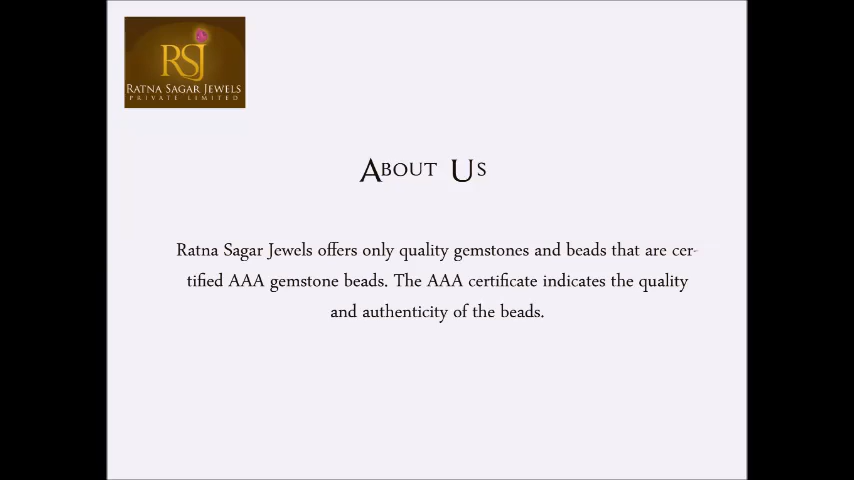 RSJ
RATNA SAGAR JEWELS
PRIVATE LIMITED
ABOUT US
Ratna Sagar Jewels offers only quality gemstones and beads that are cer-
tified AAA gemstone beads. The AAA certificate indicates the quality
and authenticity of the beads.